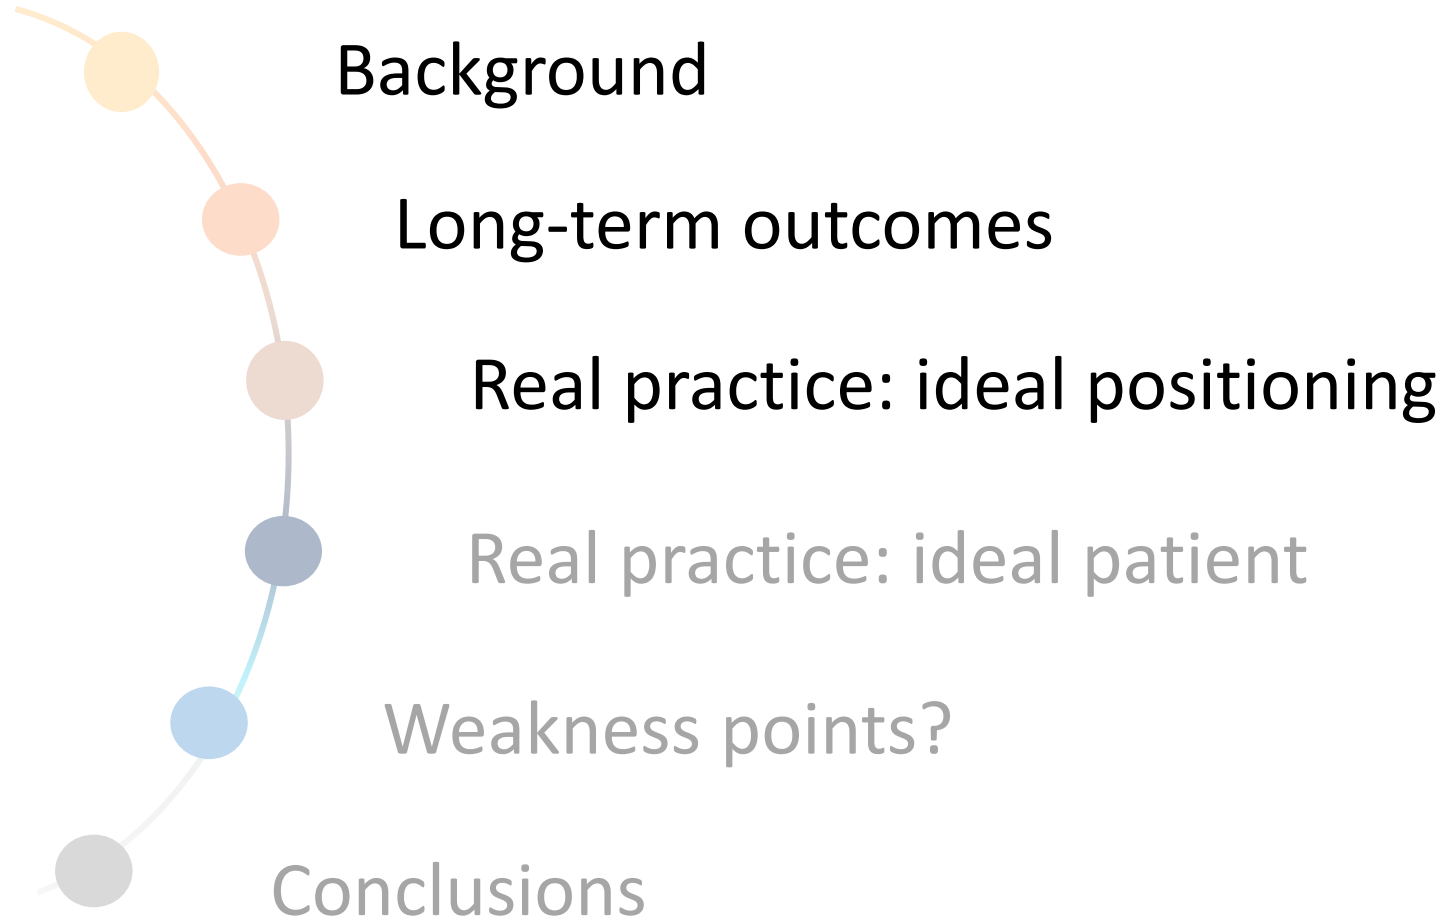 Background
Long-term outcomes
Real practice: ideal positioning
Real practice: ideal patient
Weakness points?
Conclusions